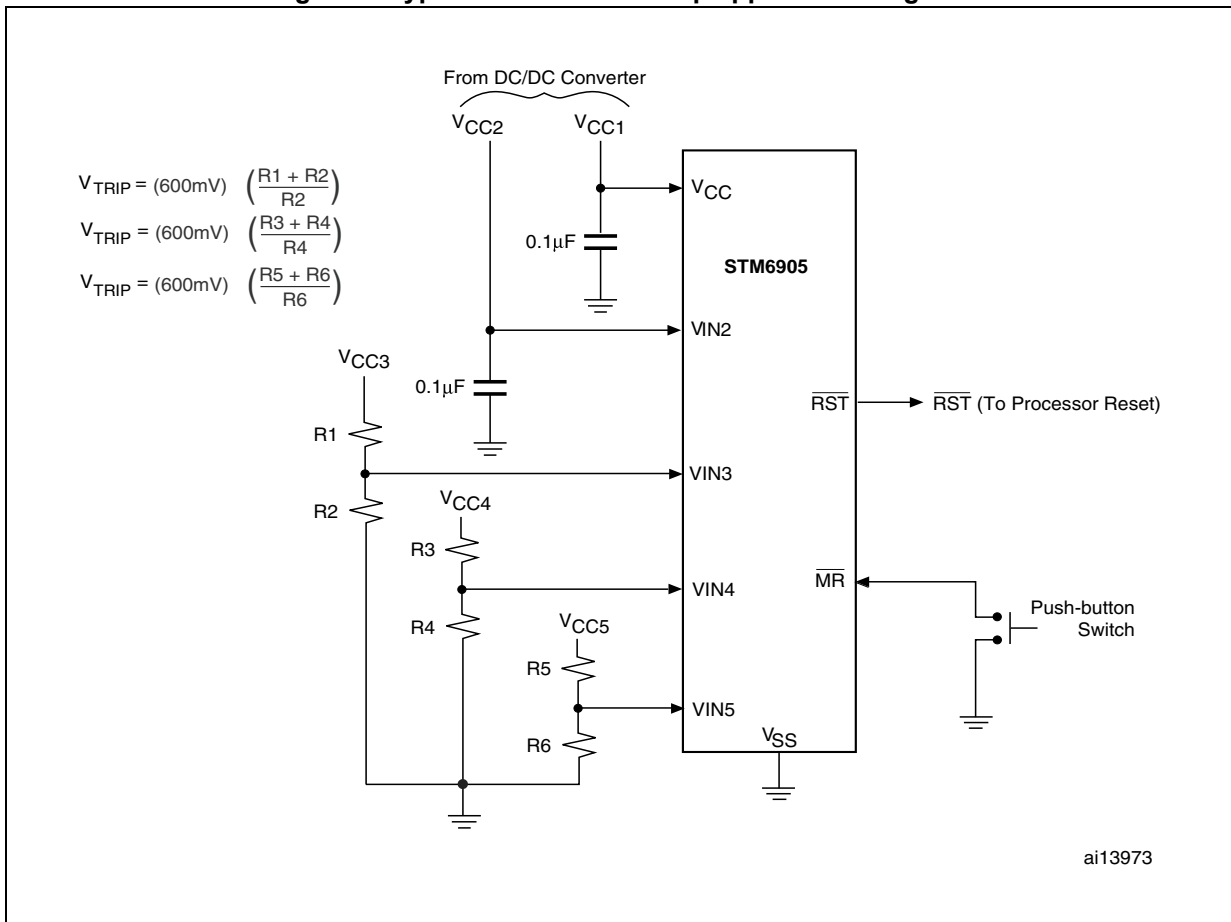 From DC/DC Converter
VCC2 VCC1
VTRIP = (600mV) (R1 + R2 / R2)
VTRIP = (600mV) (R3 + R4 / R4)
VTRIP = (600mV) (R5 + R6 / R6)
VCC
0.1μF
STM6905
VIN2
VCC3
0.1μF
RST
RST (To Processor Reset)
R1
VIN3
R2
VCC4
R3
MR
VIN4
Push-button
Switch
R4
VCC5
R5
VIN5
R6
VSS
ai13973